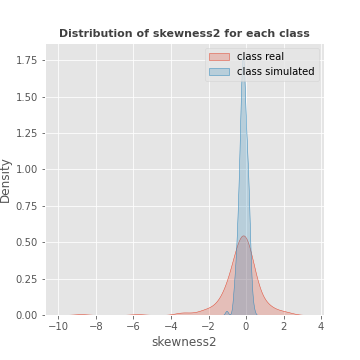 Distribution of skewness2 for each class
class real
class simulated
1.75
1.50
1.25
1.00
0.75
0.50
0.25
0.00
Density
−10 −8 −6 −4 −2 0 2 4
skewness2